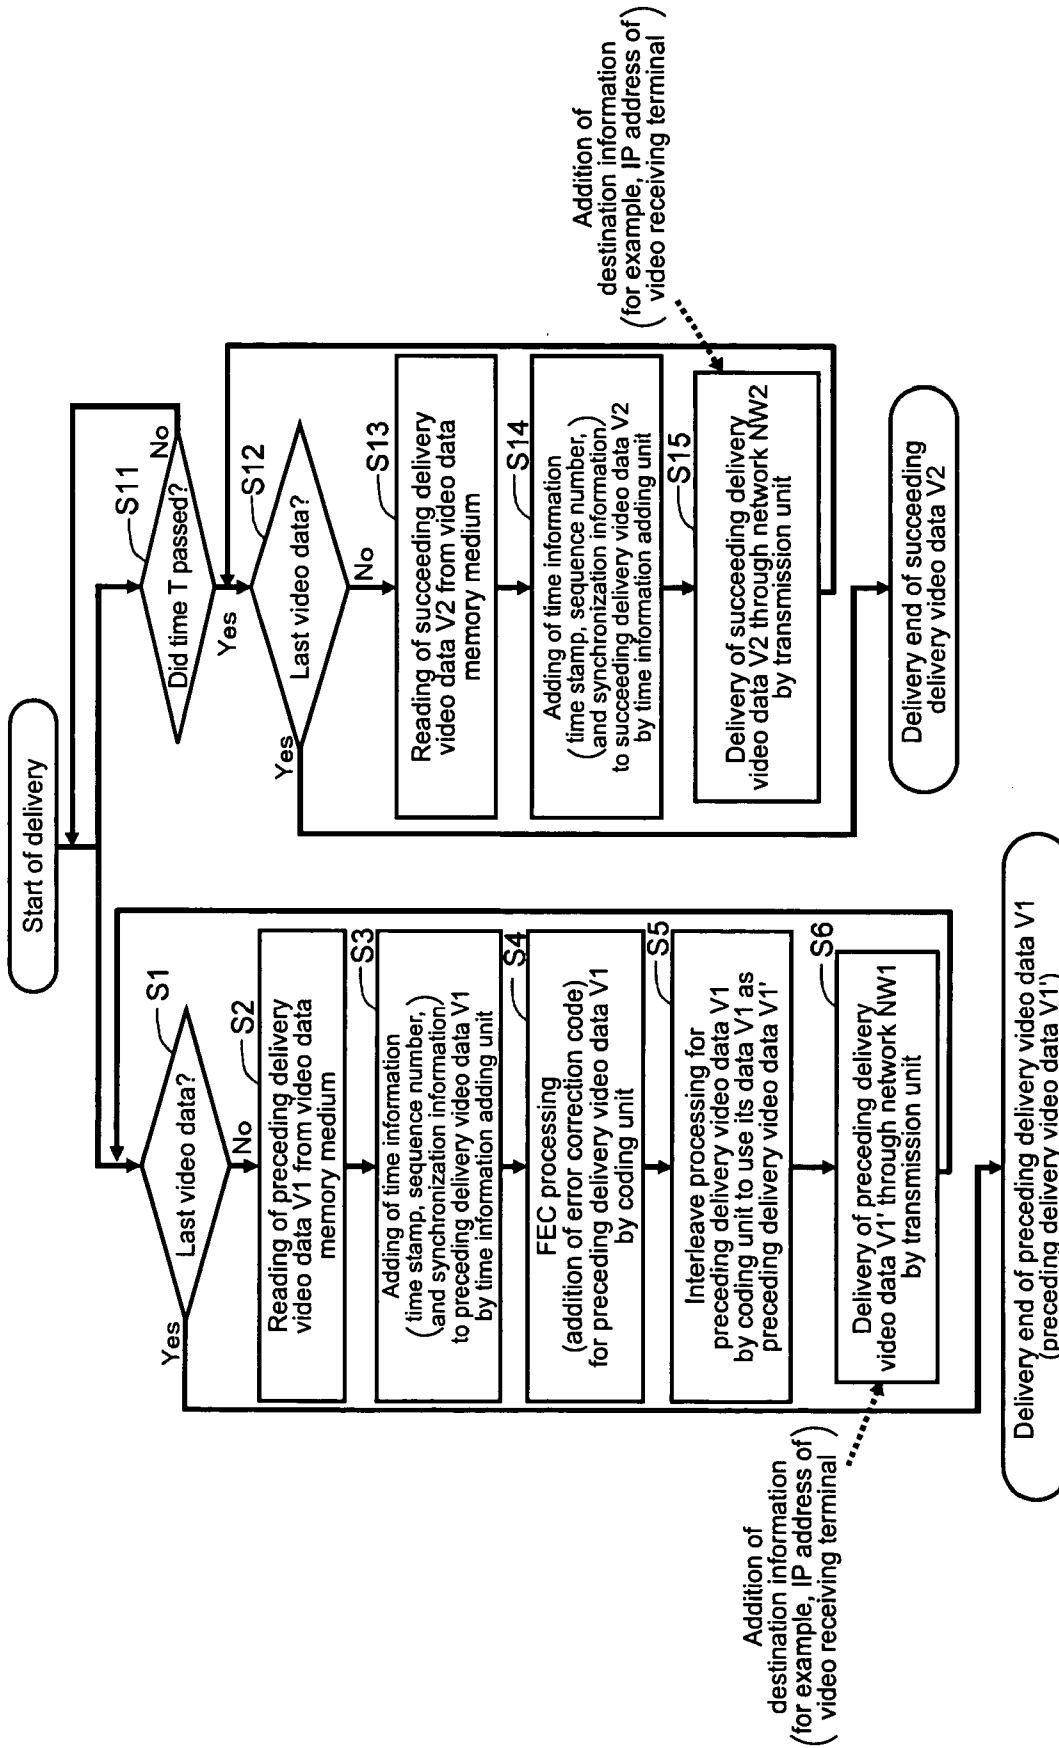 Start of delivery
S1
Last video data?
Yes
No
S2
Reading of preceding delivery
video data V1 from video data
memory medium
S3
Adding of time information
(time stamp, sequence number,)
(and synchronization information)
to preceding delivery video data V1
by time information adding unit
S4
FEC processing
(addition of error correction code)
for preceding delivery video data V1
by coding unit
S5
Interleave processing for
preceding delivery video data V1
by coding unit to use its data V1 as
preceding delivery video data V1'
S6
Delivery of preceding delivery
video data V1' through network NW1
by transmission unit
Addition of
destination information
(for example, IP address of)
(video receiving terminal)
Delivery end of preceding delivery video data V1
(preceding delivery video data V1')
S11
Did time T passed?
No
Yes
S12
Last video data?
Yes
No
S13
Reading of succeeding delivery
video data V2 from video data
memory medium
S14
Adding of time information
(time stamp, sequence number,)
(and synchronization information)
to succeeding delivery video data V2
by time information adding unit
S15
Delivery of succeeding delivery
video data V2 through network NW2
by transmission unit
Addition of
destination information
(for example, IP address of)
(video receiving terminal)
Delivery end of succeeding
delivery video data V2